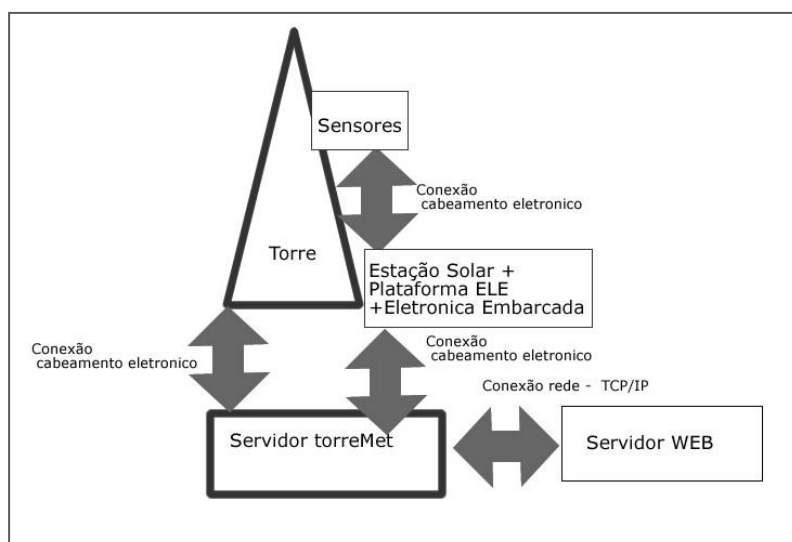 Sensores
Conexão
cabeamento eletronico
Torre
Estação Solar +
Plataforma ELE
+Eletronica Embarcada
Conexão
cabeamento eletronico
Conexão
cabeamento eletronico
Conexão rede - TCP/IP
Servidor torreMet
Servidor WEB